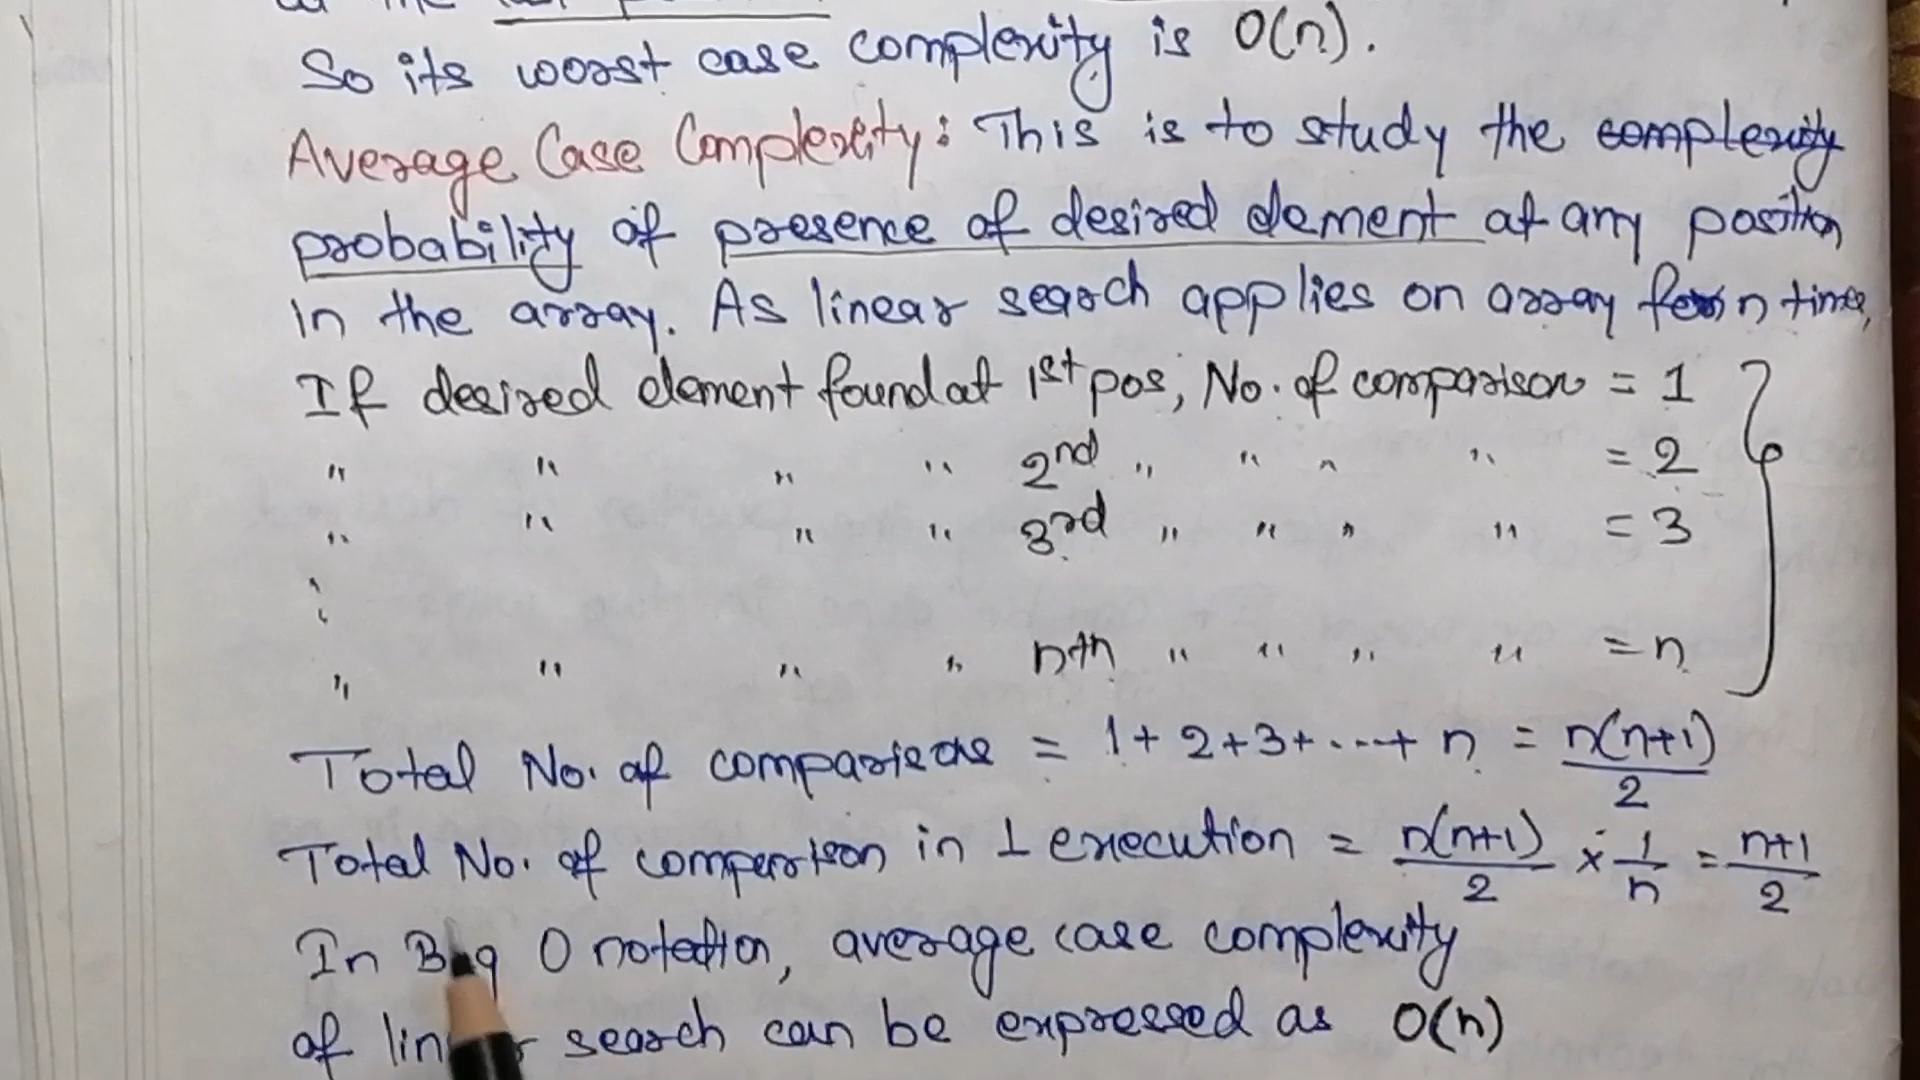 So its worst case complexity is O(n).
Average Case Complexity: This is to study the complexity
probability of presence of desired element at any position
in the array. As linear search applies on array for n times,
If desired element found at 1st pos, No. of comparison = 1
" " " " 2nd " " " " = 2
" " " " 3rd " " " " = 3
" " " " nth " " " " = n
Total No. of comparisons = 1 + 2 + 3 + ... + n = n(n+1)/2
Total No. of comparison in 1 execution = n(n+1)/2 × 1/n = n+1/2
In Big O notation, average case complexity
of linear search can be expressed as O(n)